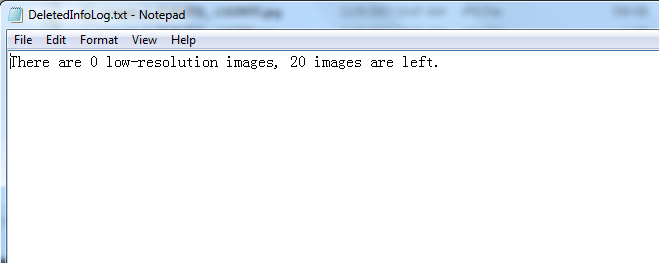 DeletedInfoLog.txt - Notepad
File Edit Format View Help
There are 0 low-resolution images, 20 images are left.